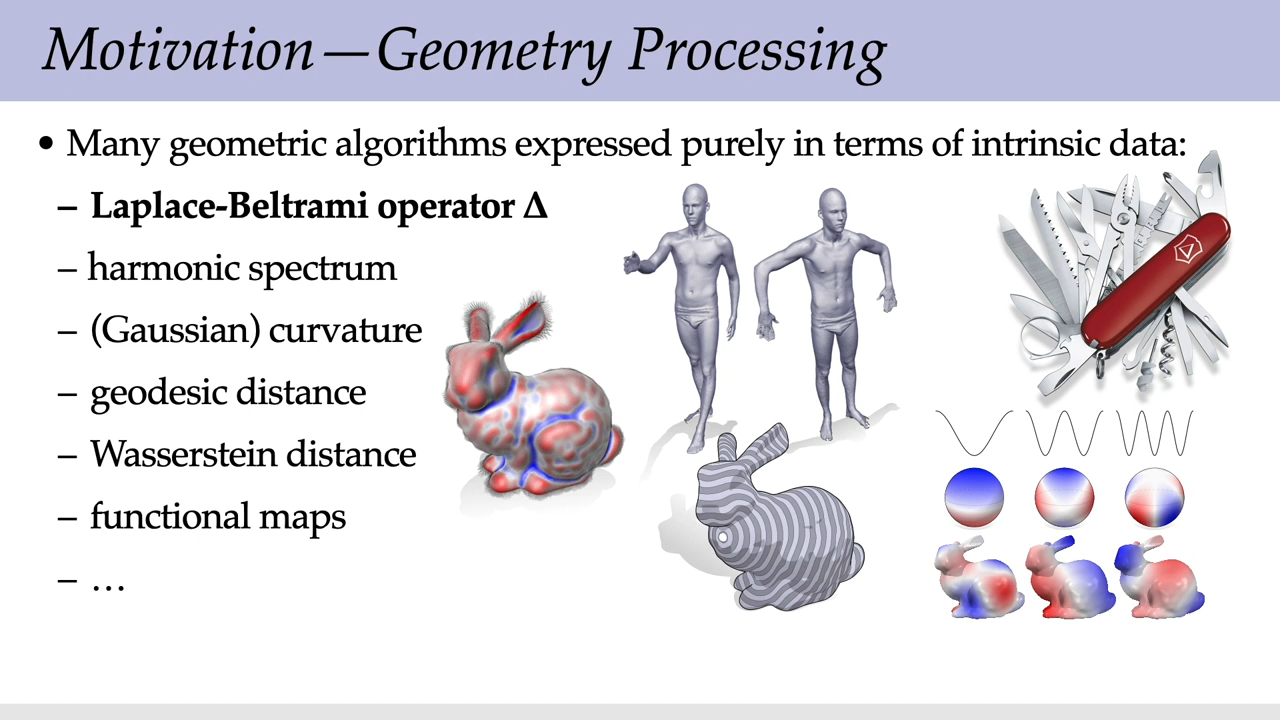 Motivation—Geometry Processing
• Many geometric algorithms expressed purely in terms of intrinsic data:
– Laplace-Beltrami operator Δ
– harmonic spectrum
– (Gaussian) curvature
– geodesic distance
– Wasserstein distance
– functional maps
– …